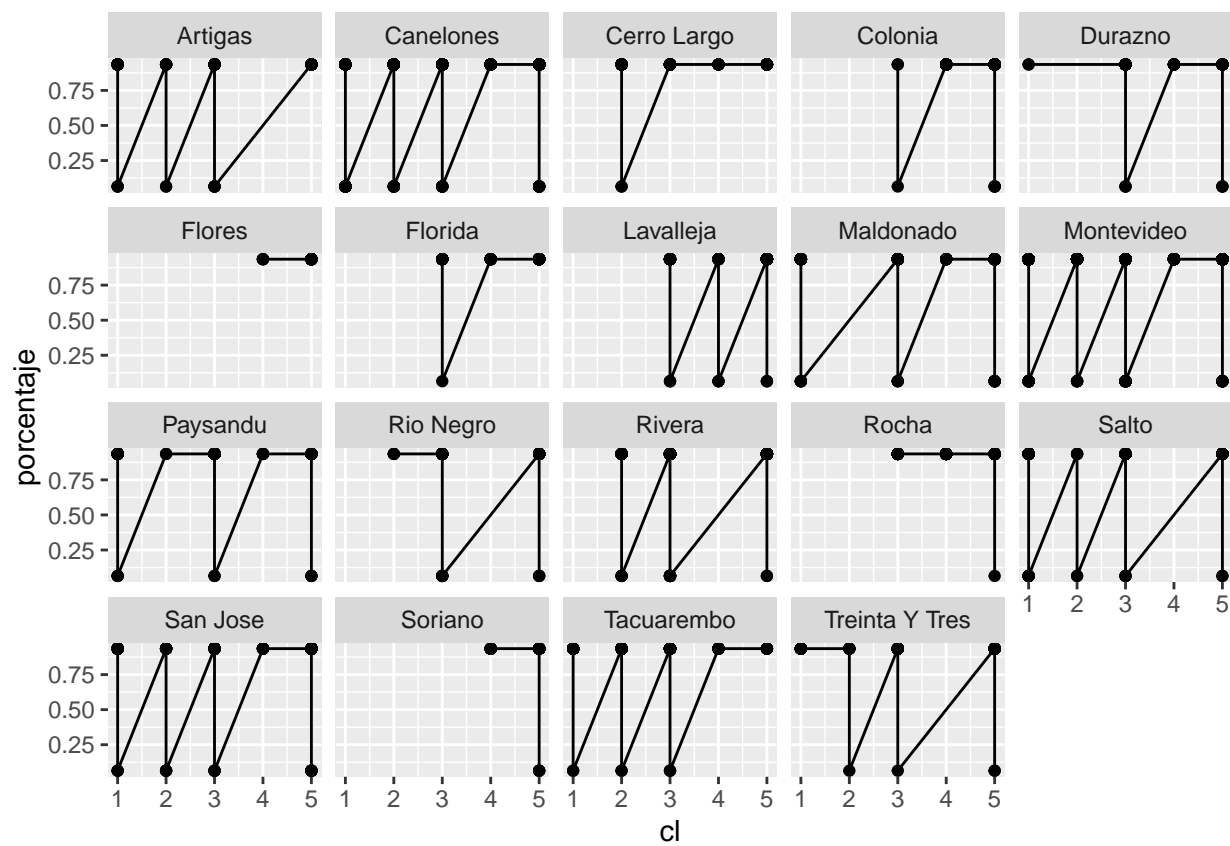 Artigas Canelones Cerro Largo Colonia Durazno
0.75
0.50
0.25
Flores Florida Lavalleja Maldonado Montevideo
0.75
0.50
0.25
Paysandu Rio Negro Rivera Rocha Salto
0.75
0.50
0.25
1 2 3 4 5
San Jose Soriano Tacuarembo Treinta Y Tres
0.75
0.50
0.25
1 2 3 4 5 1 2 3 4 5 1 2 3 4 5 1 2 3 4 5
cl
porcentaje